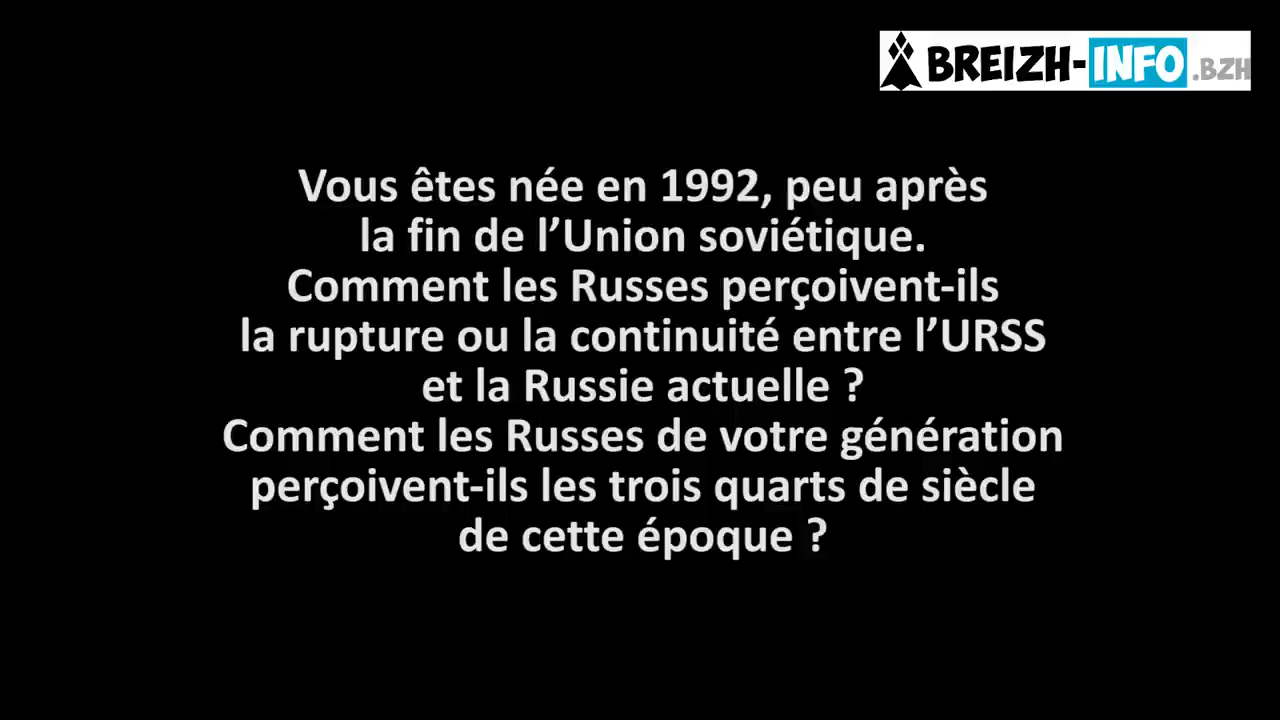 BREIZH-INFO.BZH
Vous êtes née en 1992, peu après
la fin de l’Union soviétique.
Comment les Russes perçoivent-ils
la rupture ou la continuité entre l’URSS
et la Russie actuelle ?
Comment les Russes de votre génération
perçoivent-ils les trois quarts de siècle
de cette époque ?